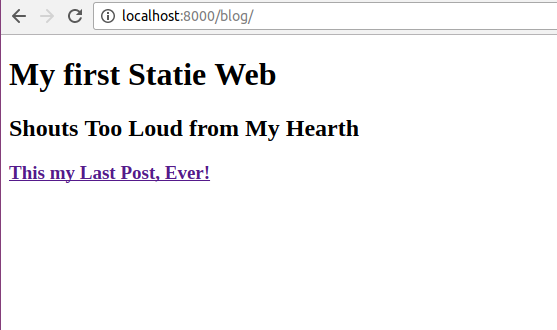 localhost:8000/blog/
My first Statie Web
Shouts Too Loud from My Hearth
This my Last Post, Ever!